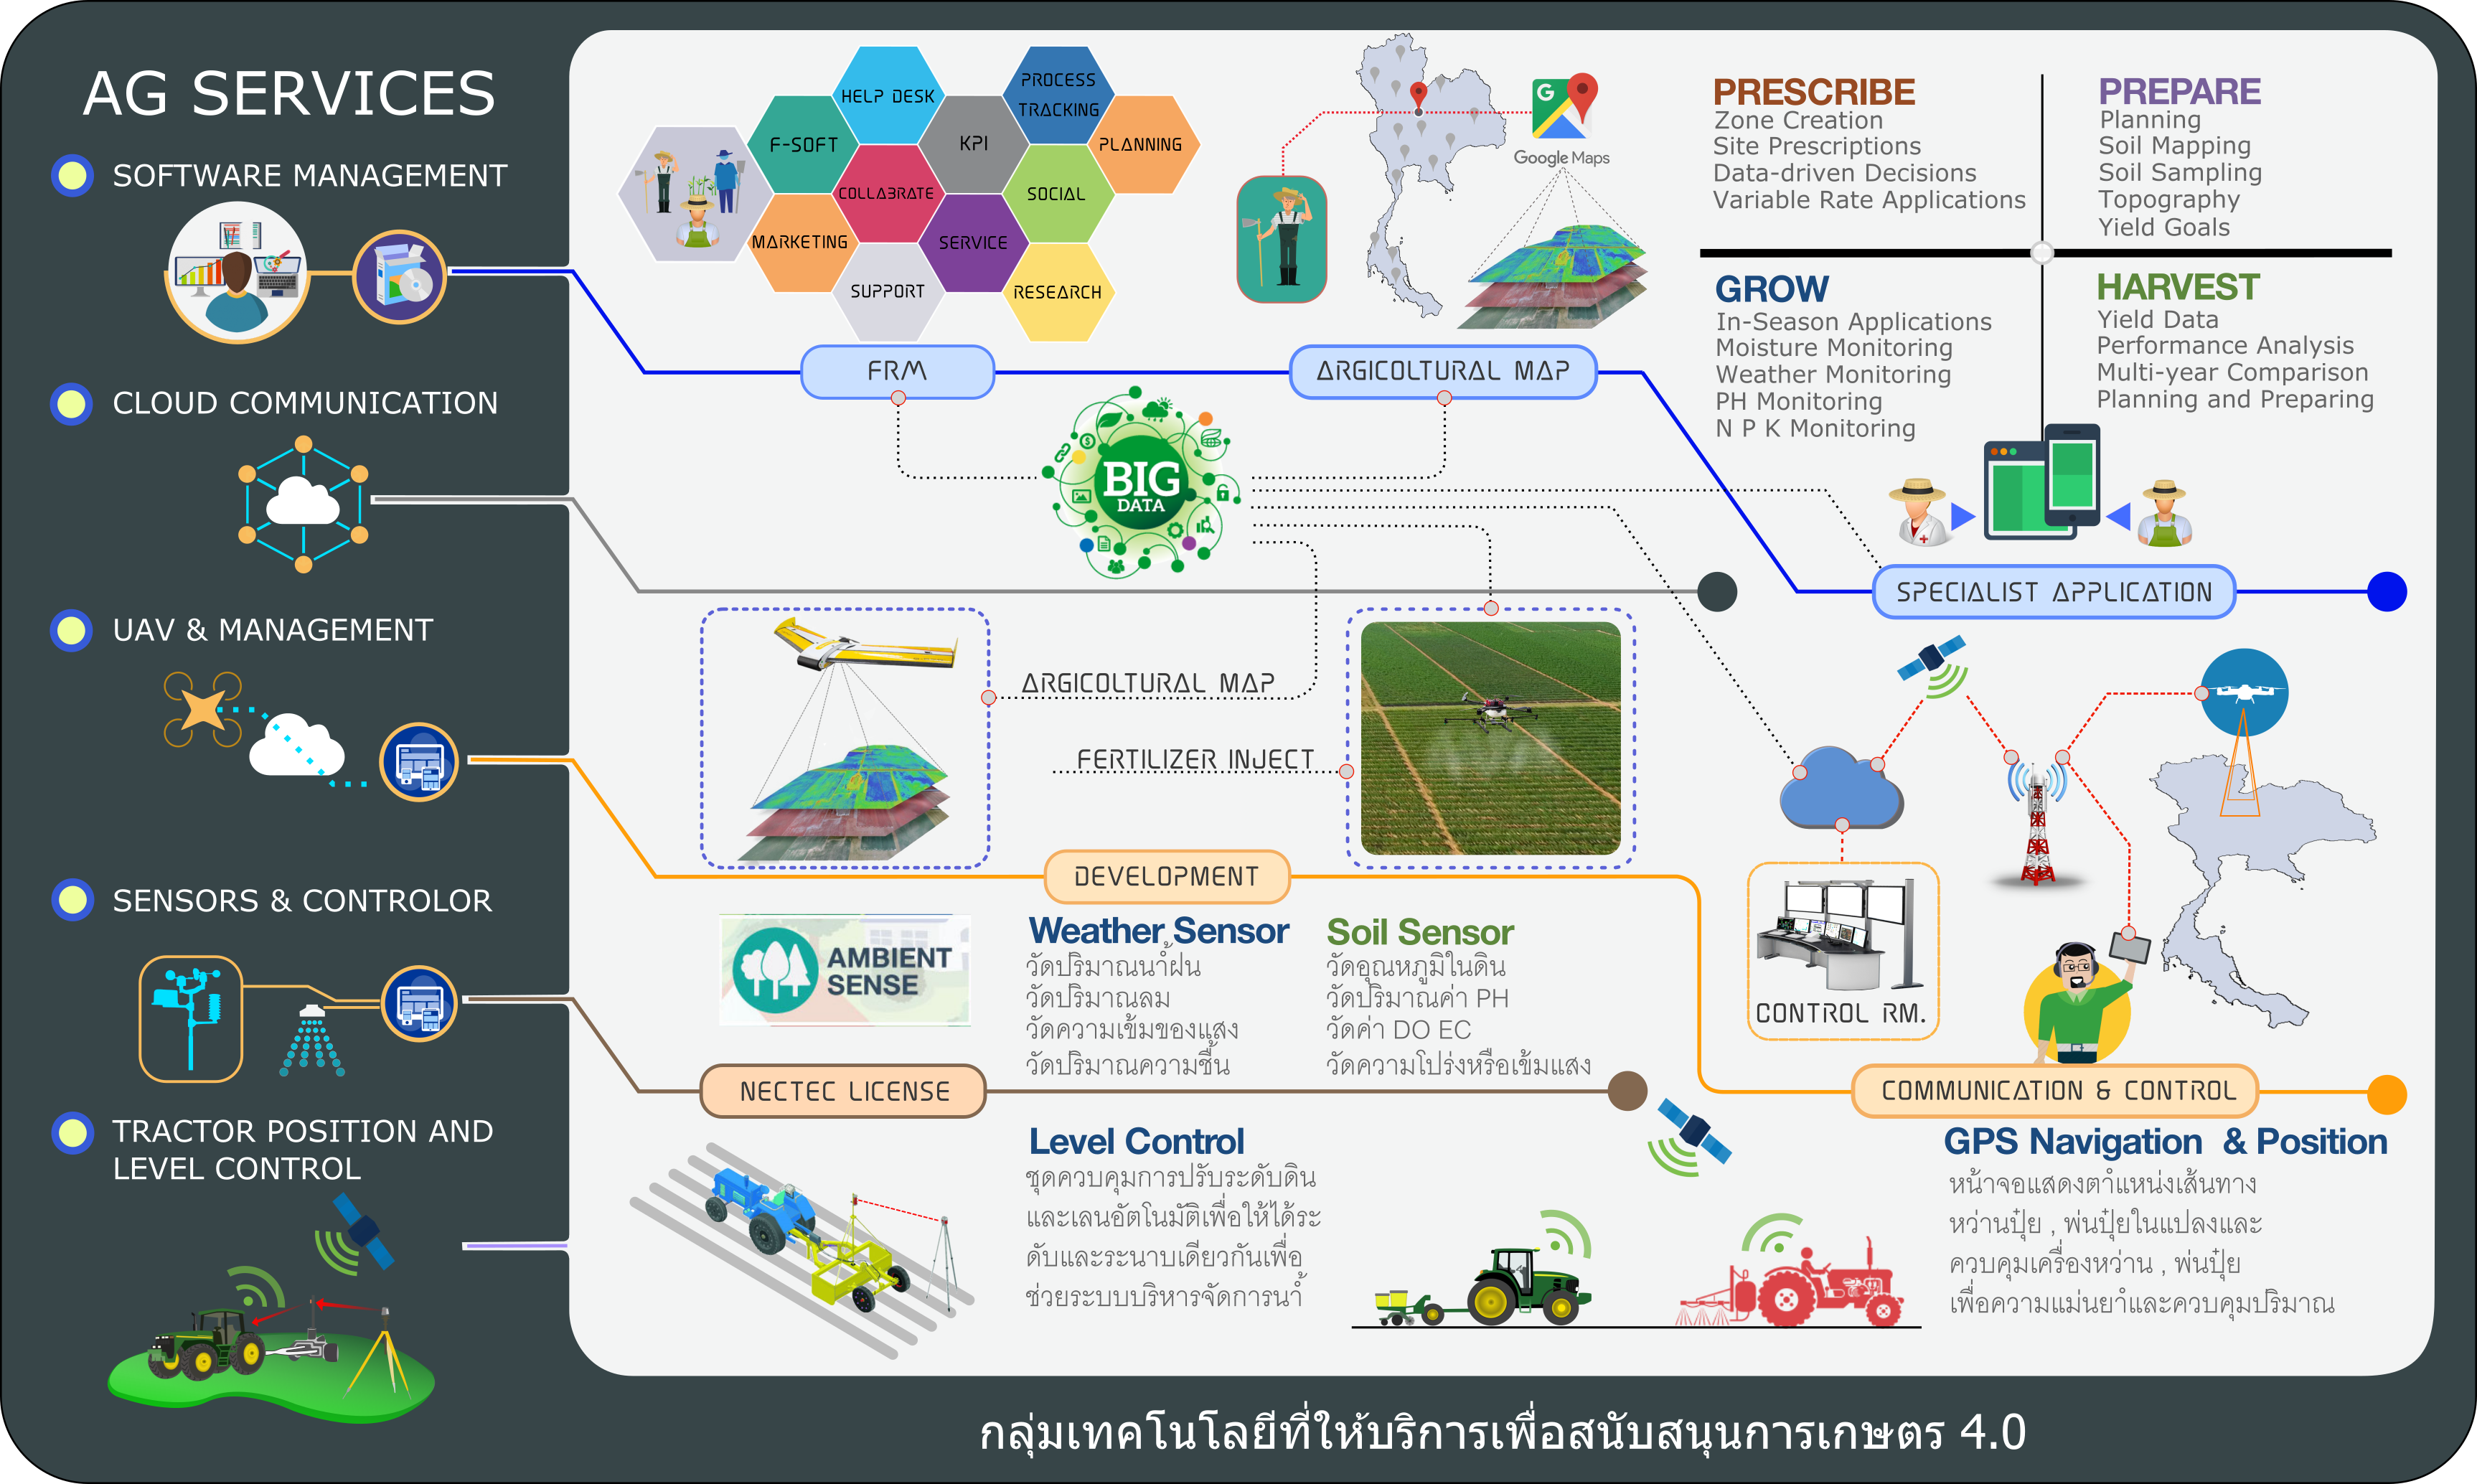 AG SERVICES
SOFTWARE MANAGEMENT
CLOUD COMMUNICATION
UAV & MANAGEMENT
SENSORS & CONTROLOR
TRACTOR POSITION AND
LEVEL CONTROL
HELP DESK
PROCESS
TRACKING
F-SOFT
KPI
PLANNING
COLLABRATE
SOCIAL
MARKETING
SERVICE
SUPPORT
RESEARCH
G
Google Maps
FRM
ARGICOLTURAL MAP
PRESCRIBE
Zone Creation
Site Prescriptions
Data-driven Decisions
Variable Rate Applications
PREPARE
Planning
Soil Mapping
Soil Sampling
Topography
Yield Goals
GROW
In-Season Applications
Moisture Monitoring
Weather Monitoring
PH Monitoring
N P K Monitoring
HARVEST
Yield Data
Performance Analysis
Multi-year Comparison
Planning and Preparing
BIG
DATA
SPECIALIST APPLICATION
ARGICOLTURAL MAP
FERTILIZER INJECT
DEVELOPMENT
CONTROL RM.
COMMUNICATION & CONTROL
AMBIENT
SENSE
Weather Sensor
วัดปริมาณน้ำฝน
วัดปริมาณลม
วัดความเข้มของแสง
วัดปริมาณความชื้น
Soil Sensor
วัดอุณหภูมิในดิน
วัดปริมาณค่า PH
วัดค่า DO EC
วัดความโปร่งหรือเข้มแสง
NECTEC LICENSE
Level Control
ชุดควบคุมการปรับระดับดิน
และเลนอัตโนมัติเพื่อให้ได้ระ
ดับและระนาบเดียวกันเพื่อ
ช่วยระบบบริหารจัดการน้ำ
GPS Navigation & Position
หน้าจอแสดงตำแหน่งเส้นทาง
หว่านปุ๋ย , พ่นปุ๋ยในแปลงและ
ควบคุมเครื่องหว่าน , พ่นปุ๋ย
เพื่อความแม่นยำและควบคุมปริมาณ
กลุ่มเทคโนโลยีที่ให้บริการเพื่อสนับสนุนการเกษตร 4.0